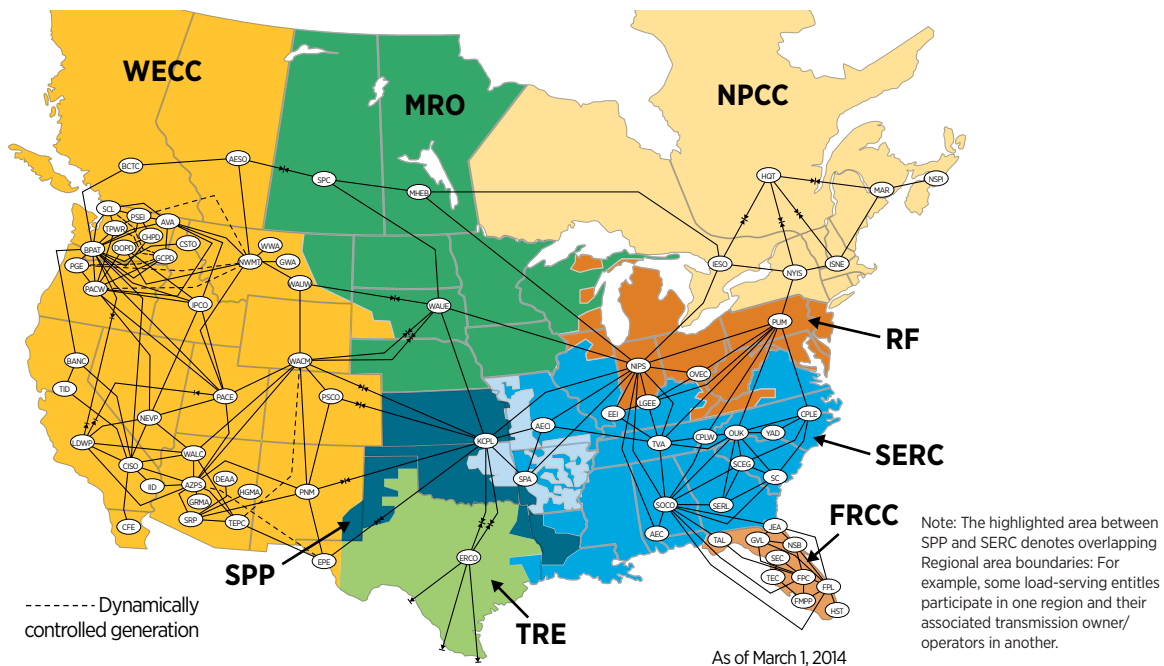 WECC
MRO
NPCC
BCTC
AESO
SPC
MHEB
HQT
MAR
NSPI
SCL
PSEI
AVA
TPWR
CHPD
CSTO
BPAT
DOPD
GCPD
PGE
PACW
NWMT
WWA
GWA
WAUW
IPCO
WAUE
IESO
NYIS
ISNE
PUM
RF
BANC
TID
WACM
NIPS
OVEC
PACE
PSCO
LGEE
EEI
NEVP
AECI
CPLE
LDWP
KCPL
TVA
CPLW
OUK
YAD
CISO
WALC
SERC
SCEG
IID
AZPS
DEAA
PNM
SPA
SC
GRMA
HGMA
SOCO
SERL
CFE
SRP
TEPC
AEC
FRCC
TAL
JEA
GVL
NSB
SEC
EPE
ERCO
TEC
FPC
FPL
FMPP
HST
SPP
TRE
Dynamically
controlled generation
Note: The highlighted area between
SPP and SERC denotes overlapping
Regional area boundaries: For
example, some load-serving entitles
participate in one region and their
associated transmission owner/
operators in another.
As of March 1, 2014